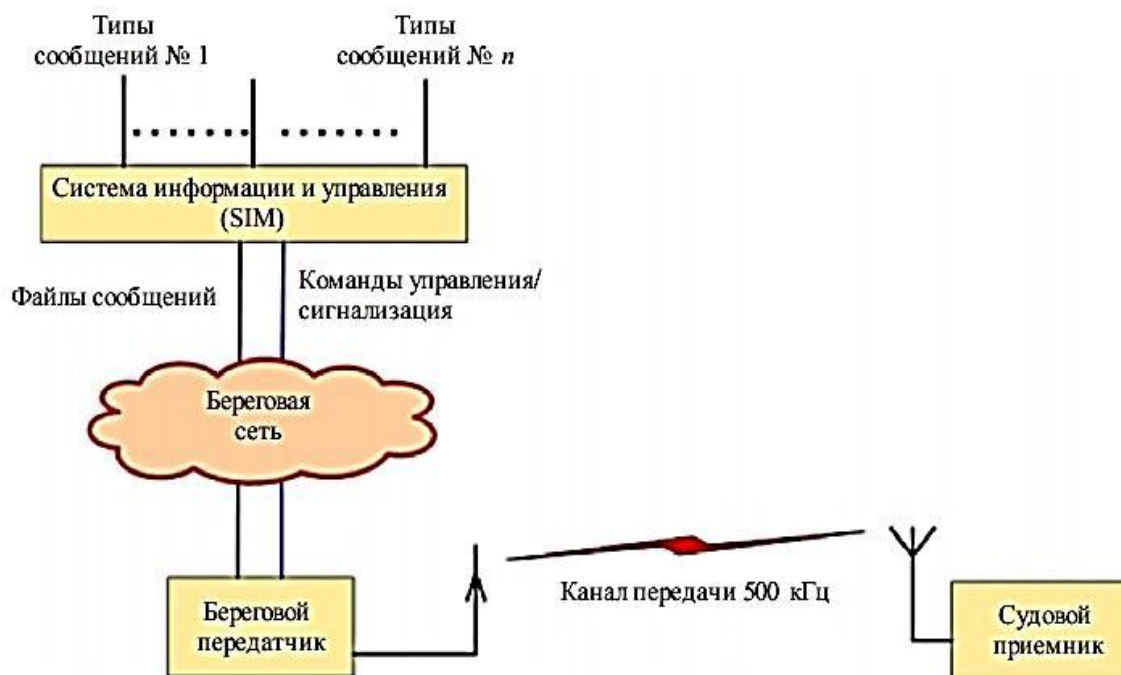 Типы
сообщений № 1
Типы
сообщений № n
Система информации и управления
(SIM)
Файлы сообщений
Команды управления/
сигнализация
Береговая
сеть
Береговой
передатчик
Канал передачи 500 кГц
Судовой
приемник